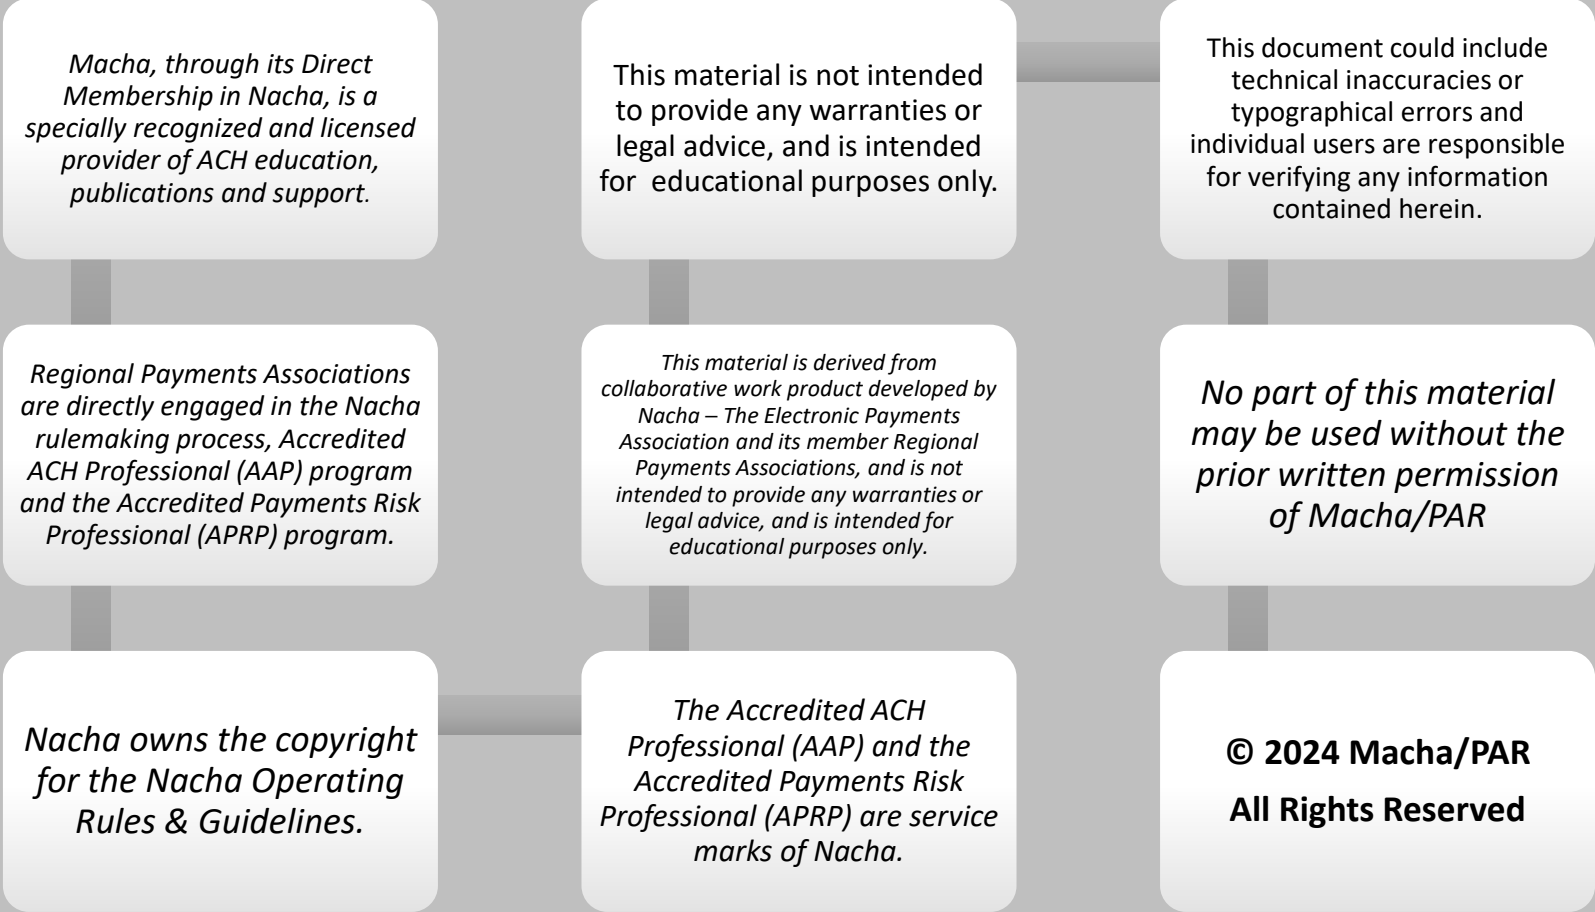 Macha, through its Direct
Membership in Nacha, is a
specially recognized and licensed
provider of ACH education,
publications and support.
Regional Payments Associations
are directly engaged in the Nacha
rulemaking process, Accredited
ACH Professional (AAP) program
and the Accredited Payments Risk
Professional (APRP) program.
Nacha owns the copyright
for the Nacha Operating
Rules & Guidelines.
The Accredited ACH
Professional (AAP) and the
Accredited Payments Risk
Professional (APRP) are service
marks of Nacha.
This material is derived from
collaborative work product developed by
Nacha – The Electronic Payments
Association and its member Regional
Payments Associations, and is not
intended to provide any warranties or
legal advice, and is intended for
educational purposes only.
This material is not intended
to provide any warranties or
legal advice, and is intended
for  educational purposes only.
This document could include
technical inaccuracies or
typographical errors and
individual users are responsible
for verifying any information
contained herein.
No part of this material
may be used without the
prior written permission
of Macha/PAR
© 2024 Macha/PAR
All Rights Reserved